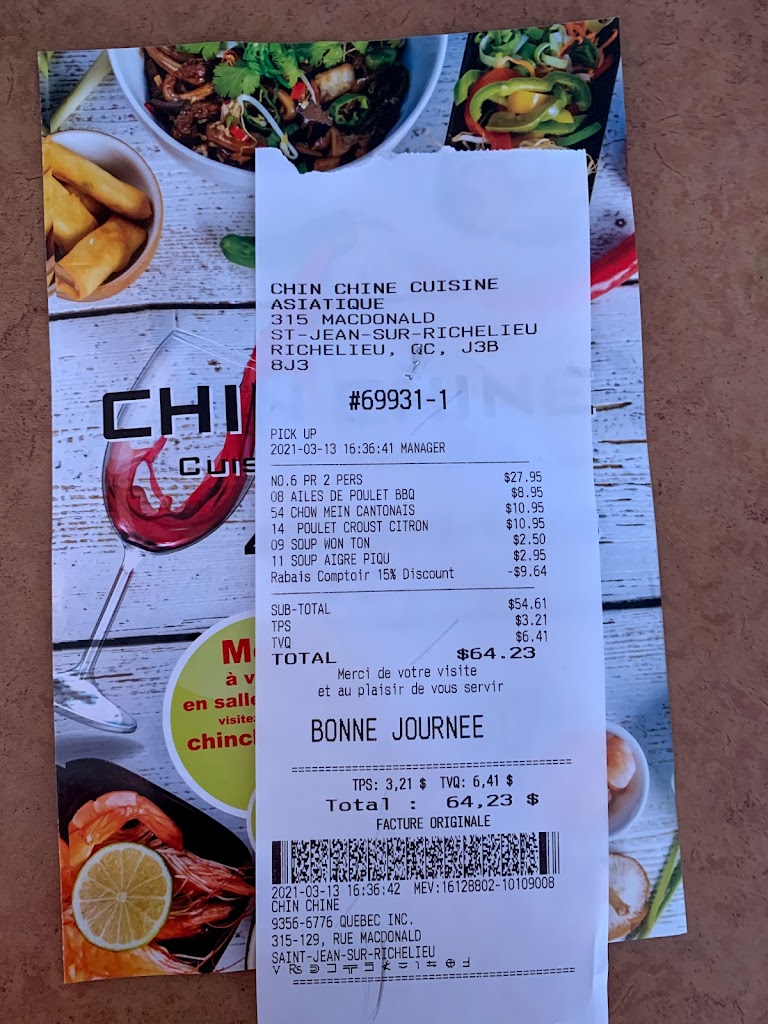 CHI
CUIS
M
à v
en salle
visite
chinch
CHIN CHINE CUISINE
ASIATIQUE
315 MACDONALD
ST-JEAN-SUR-RICHELIEU
RICHELIEU, QC, J3B
8J3
#69931-1
PICK UP
2021-03-13 16:36:41 MANAGER
NO.6 PR 2 PERS $27.95
08 AILES DE POULET BBQ $8.95
54 CHOW MEIN CANTONAIS $10.95
14 POULET CROUST CITRON $10.95
09 SOUP WON TON $2.50
11 SOUP AIGRE PIQU $2.95
Rabais Comptoir 15% Discount -$9.64
SUB-TOTAL $54.61
TPS $3.21
TVQ $6.41
TOTAL $64.23
Merci de votre visite
et au plaisir de vous servir
BONNE JOURNEE
TPS: 3,21 $ TVQ: 6,41 $
Total : 64,23 $
FACTURE ORIGINALE
2021-03-13 16:36:42 MEV:16128802-10109008
CHIN CHINE
9356-6776 QUEBEC INC.
315-129, RUE MACDONALD
SAINT-JEAN-SUR-RICHELIEU